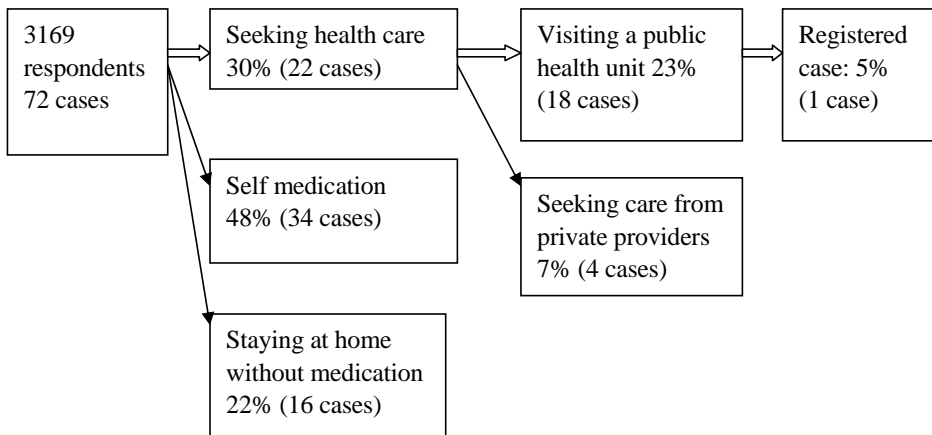 3169
respondents
72 cases
Seeking health care
30% (22 cases)
Visiting a public
health unit 23%
(18 cases)
Registered
case: 5%
(1 case)
Self medication
48% (34 cases)
Seeking care from
private providers
7% (4 cases)
Staying at home
without medication
22% (16 cases)